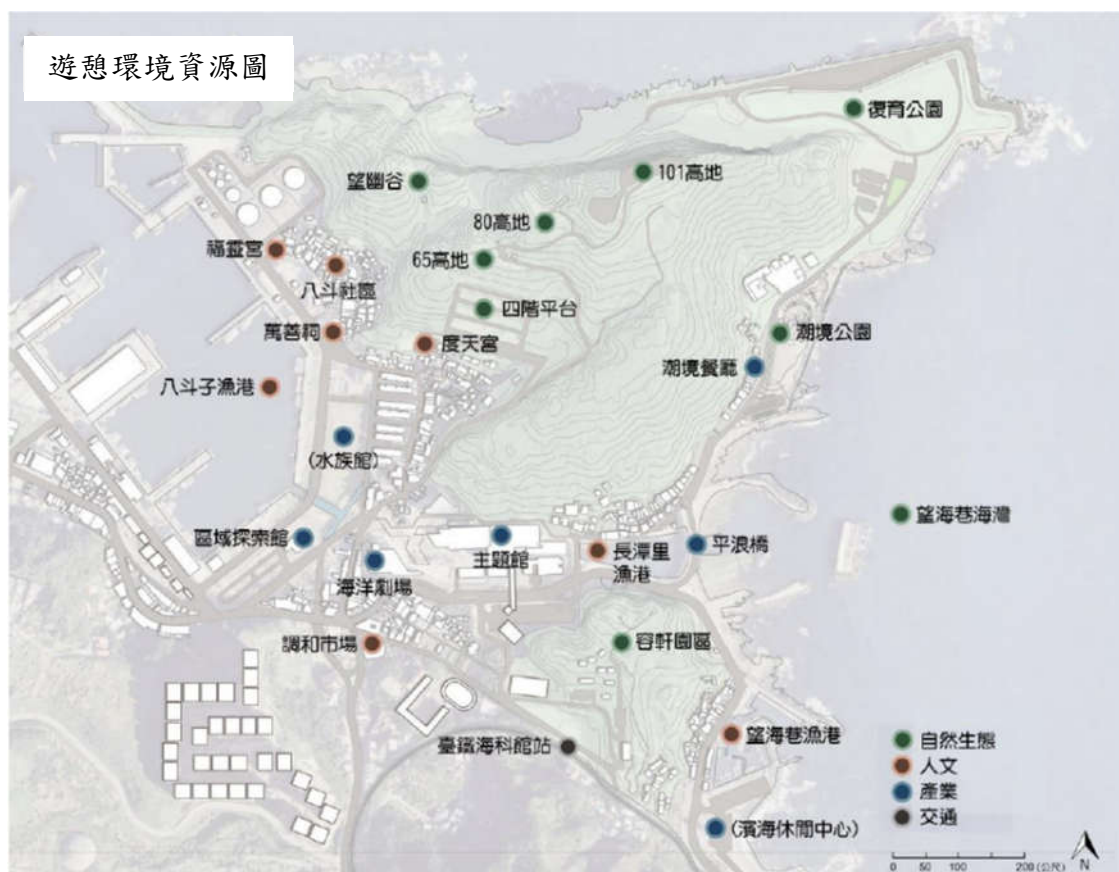 遊憩環境資源圖
復育公園
101高地
望幽谷
80高地
福靈宮
65高地
八斗社區
四階平台
萬善祠
度天宮
潮境公園
潮境餐廳
八斗子漁港
(水族館)
望海巷海灣
區域探索館
主題館
長潭里
漁港
平浪橋
海洋劇場
調和市場
容軒園區
臺鐵海科館站
望海巷漁港
自然生態
人文
產業
交通
(濱海休閒中心)
0 50 100 200 (公尺)
N